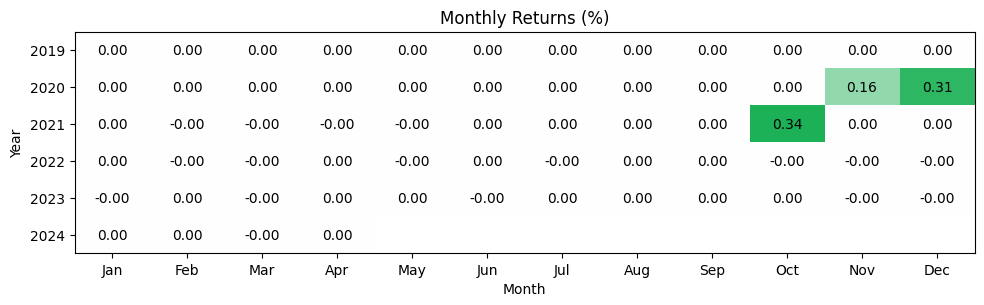 Monthly Returns (%)
2019 0.00 0.00 0.00 0.00 0.00 0.00 0.00 0.00 0.00 0.00 0.00 0.00
2020 0.00 0.00 0.00 0.00 0.00 0.00 0.00 0.00 0.00 0.00 0.16 0.31
2021 0.00 -0.00 -0.00 -0.00 -0.00 0.00 0.00 0.00 0.00 0.34 0.00 0.00
2022 0.00 -0.00 -0.00 0.00 -0.00 0.00 -0.00 0.00 0.00 -0.00 -0.00 -0.00
2023 -0.00 0.00 0.00 0.00 0.00 -0.00 0.00 0.00 0.00 0.00 -0.00 -0.00
2024 0.00 0.00 -0.00 0.00
Year
Jan Feb Mar Apr May Jun Jul Aug Sep Oct Nov Dec
Month